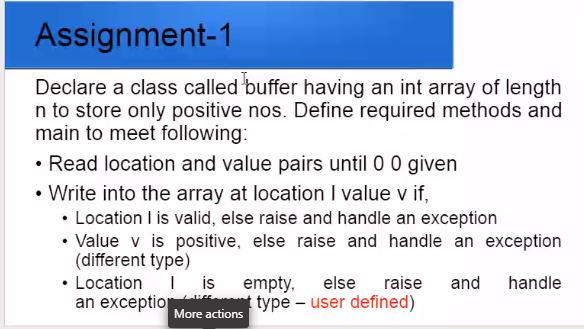 Assignment-1
Declare a class called buffer having an int array of length
n to store only positive nos. Define required methods and
main to meet following:
• Read location and value pairs until 0 0 given
• Write into the array at location l value v if,
• Location l is valid, else raise and handle an exception
• Value v is positive, else raise and handle an exception
(different type)
• Location l is empty, else raise and handle
an exception (different type – user defined)
More actions